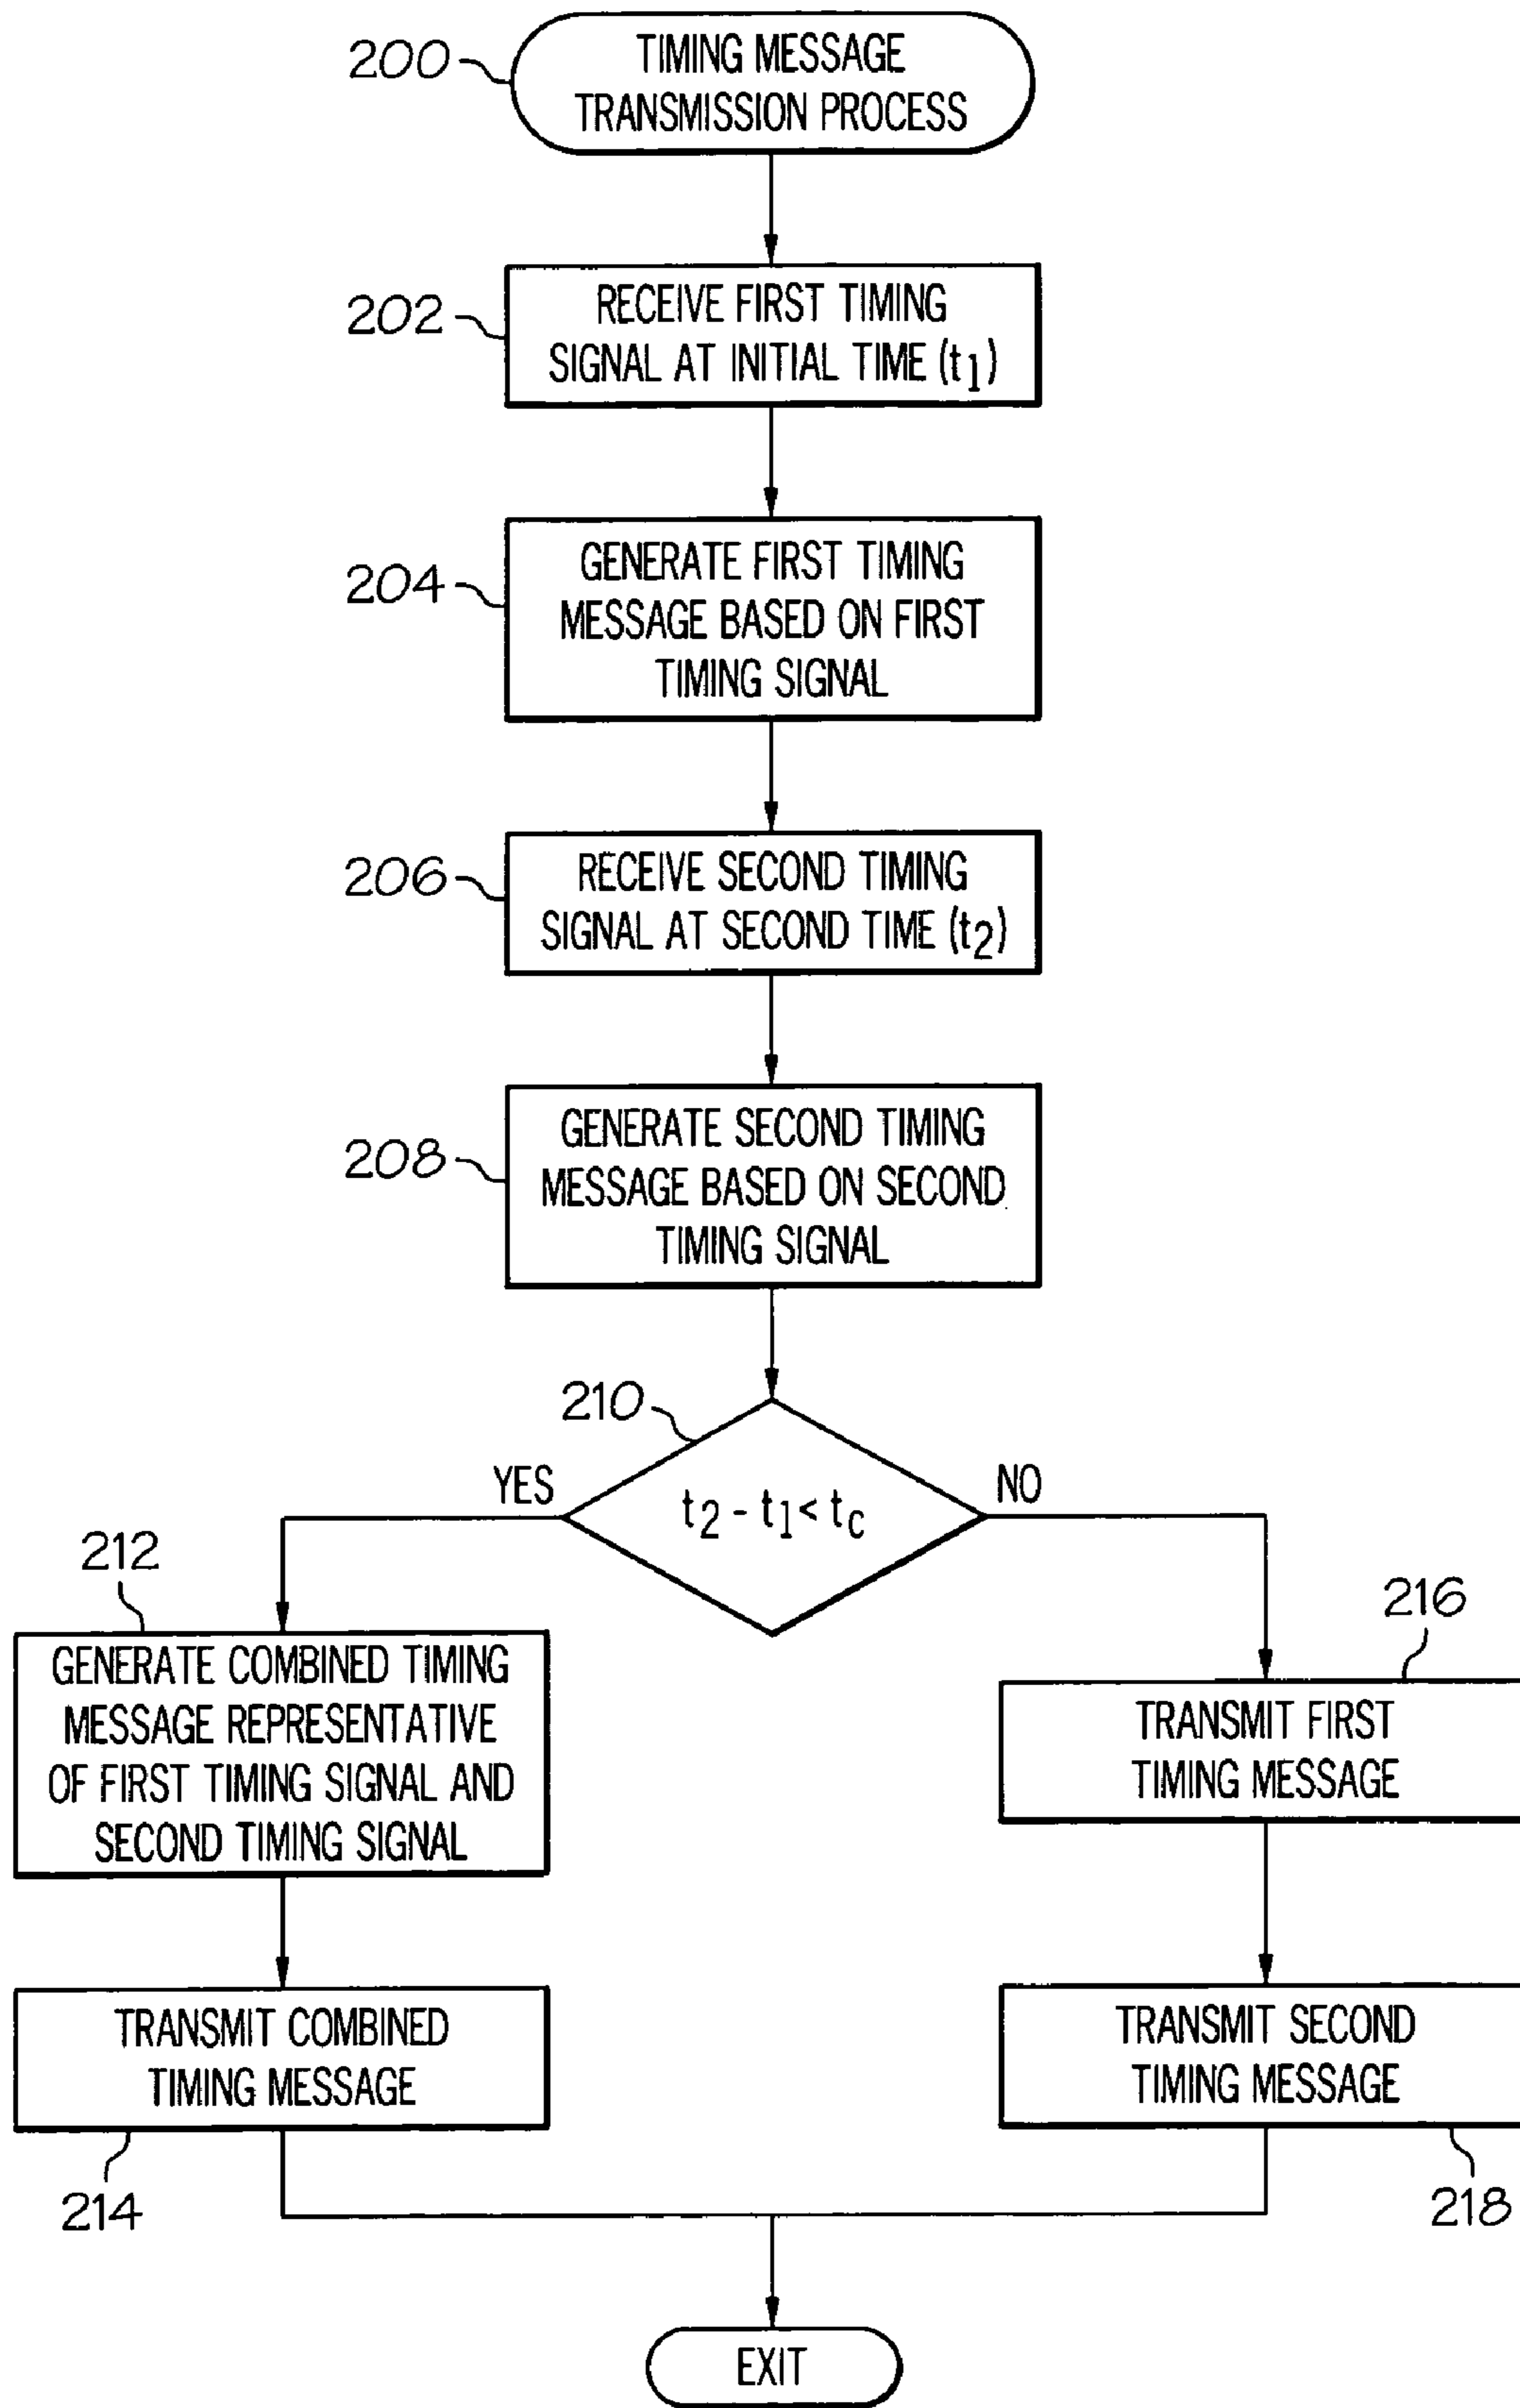 200
TIMING MESSAGE
TRANSMISSION PROCESS
202
RECEIVE FIRST TIMING
SIGNAL AT INITIAL TIME (t1)
204
GENERATE FIRST TIMING
MESSAGE BASED ON FIRST
TIMING SIGNAL
206
RECEIVE SECOND TIMING
SIGNAL AT SECOND TIME (t2)
208
GENERATE SECOND TIMING
MESSAGE BASED ON SECOND
TIMING SIGNAL
210
YES
t2 - t1 < tc
NO
212
GENERATE COMBINED TIMING
MESSAGE REPRESENTATIVE
OF FIRST TIMING SIGNAL AND
SECOND TIMING SIGNAL
216
TRANSMIT FIRST
TIMING MESSAGE
TRANSMIT COMBINED
TIMING MESSAGE
214
TRANSMIT SECOND
TIMING MESSAGE
218
EXIT